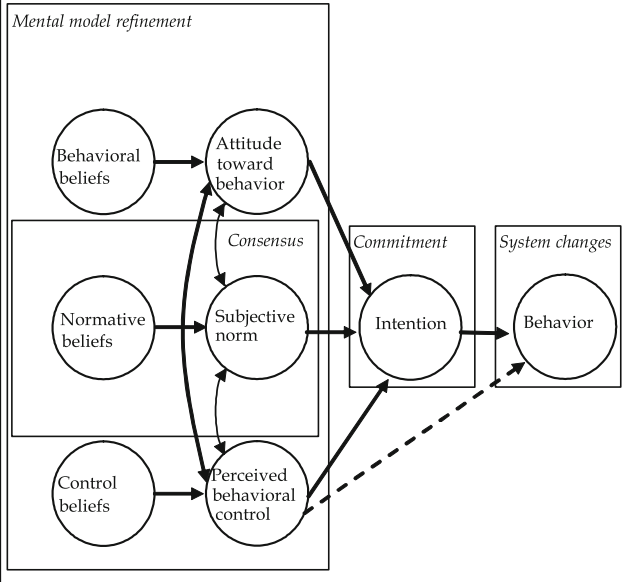 Mental model refinement
Behavioral
beliefs
Attitude
toward
behavior
Consensus
Commitment
System changes
Normative
beliefs
Subjective
norm
Intention
Behavior
Control
beliefs
Perceived
behavioral
control